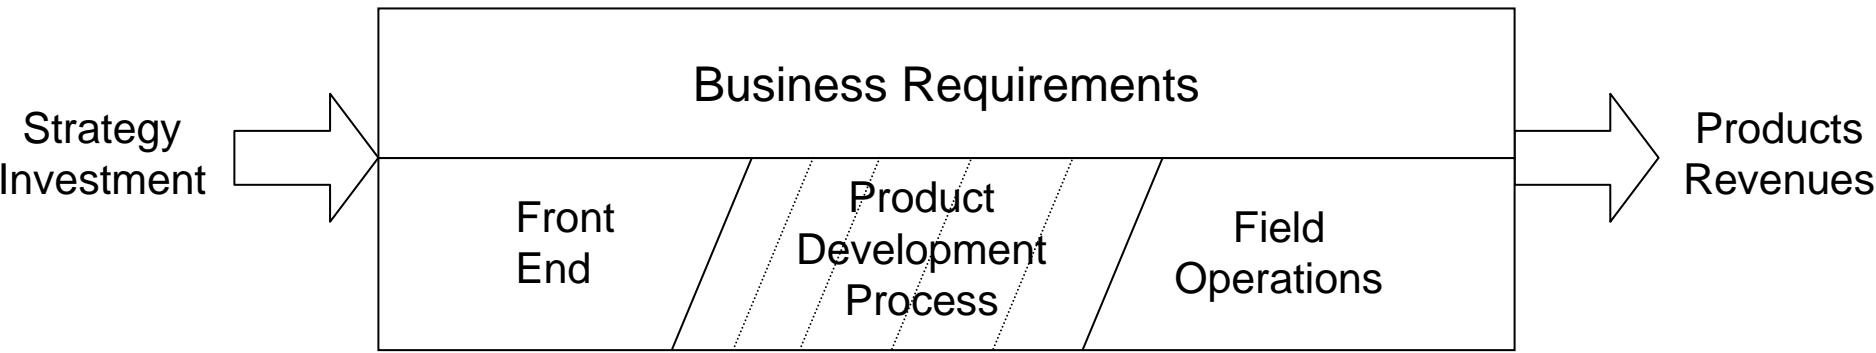 Business Requirements
Strategy
Investment
Front
End
Product
Development
Process
Field
Operations
Products
Revenues